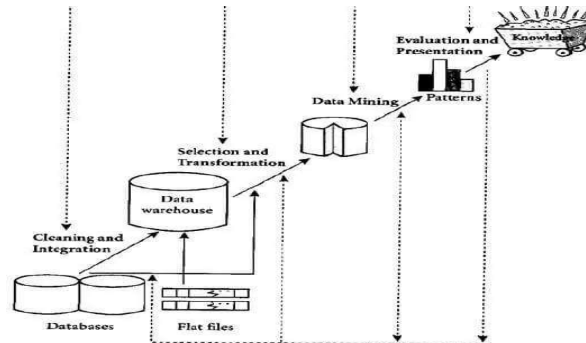 Evaluation and
Presentation
Knowledge
Data Mining
Patterns
Selection and
Transformation
Data
warehouse
Cleaning and
Integration
Databases
Flat files